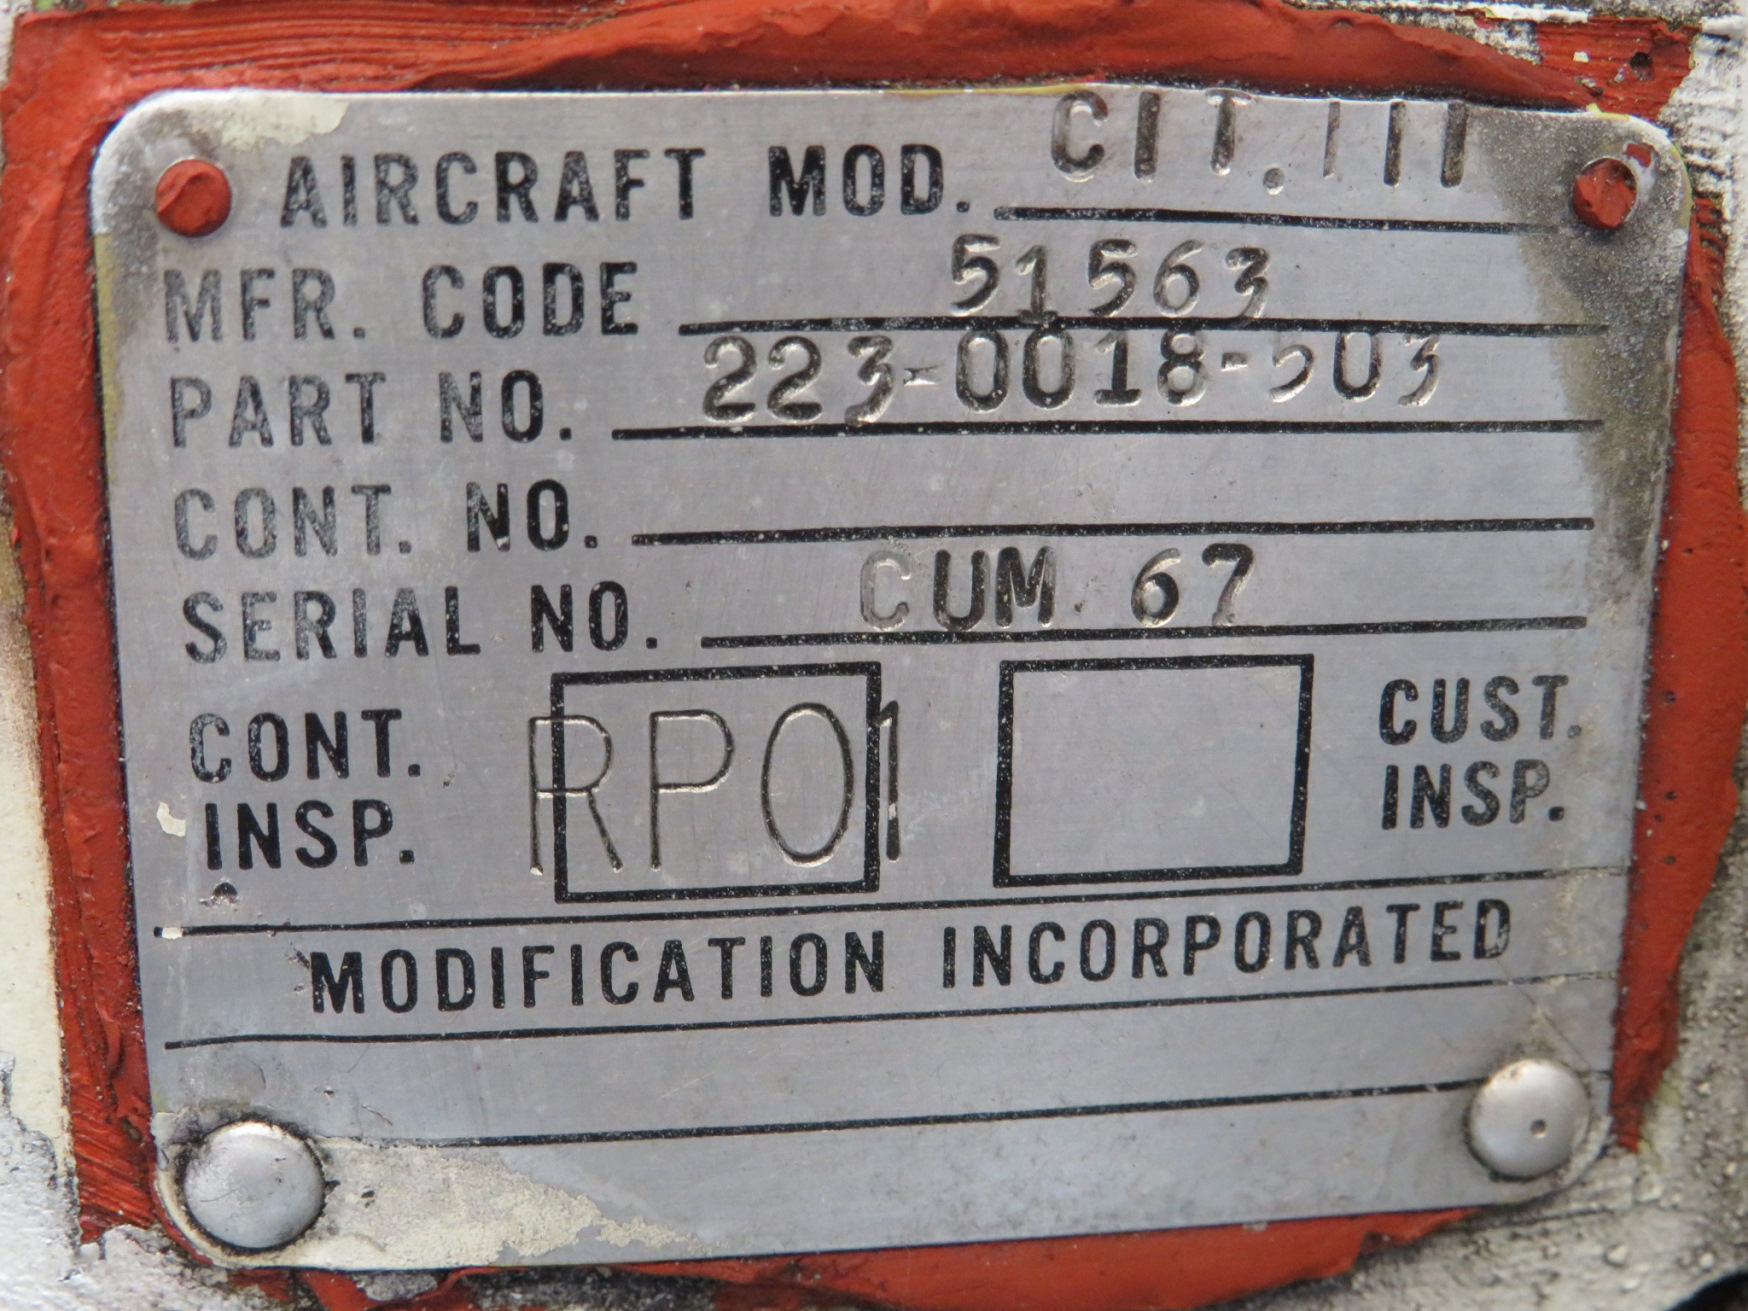 AIRCRAFT MOD. CIT. III
MFR. CODE 51563
PART NO. 223-0018-503
CONT. NO.
SERIAL NO. CUM 67
CONT. INSP. RP01
CUST. INSP.
MODIFICATION INCORPORATED